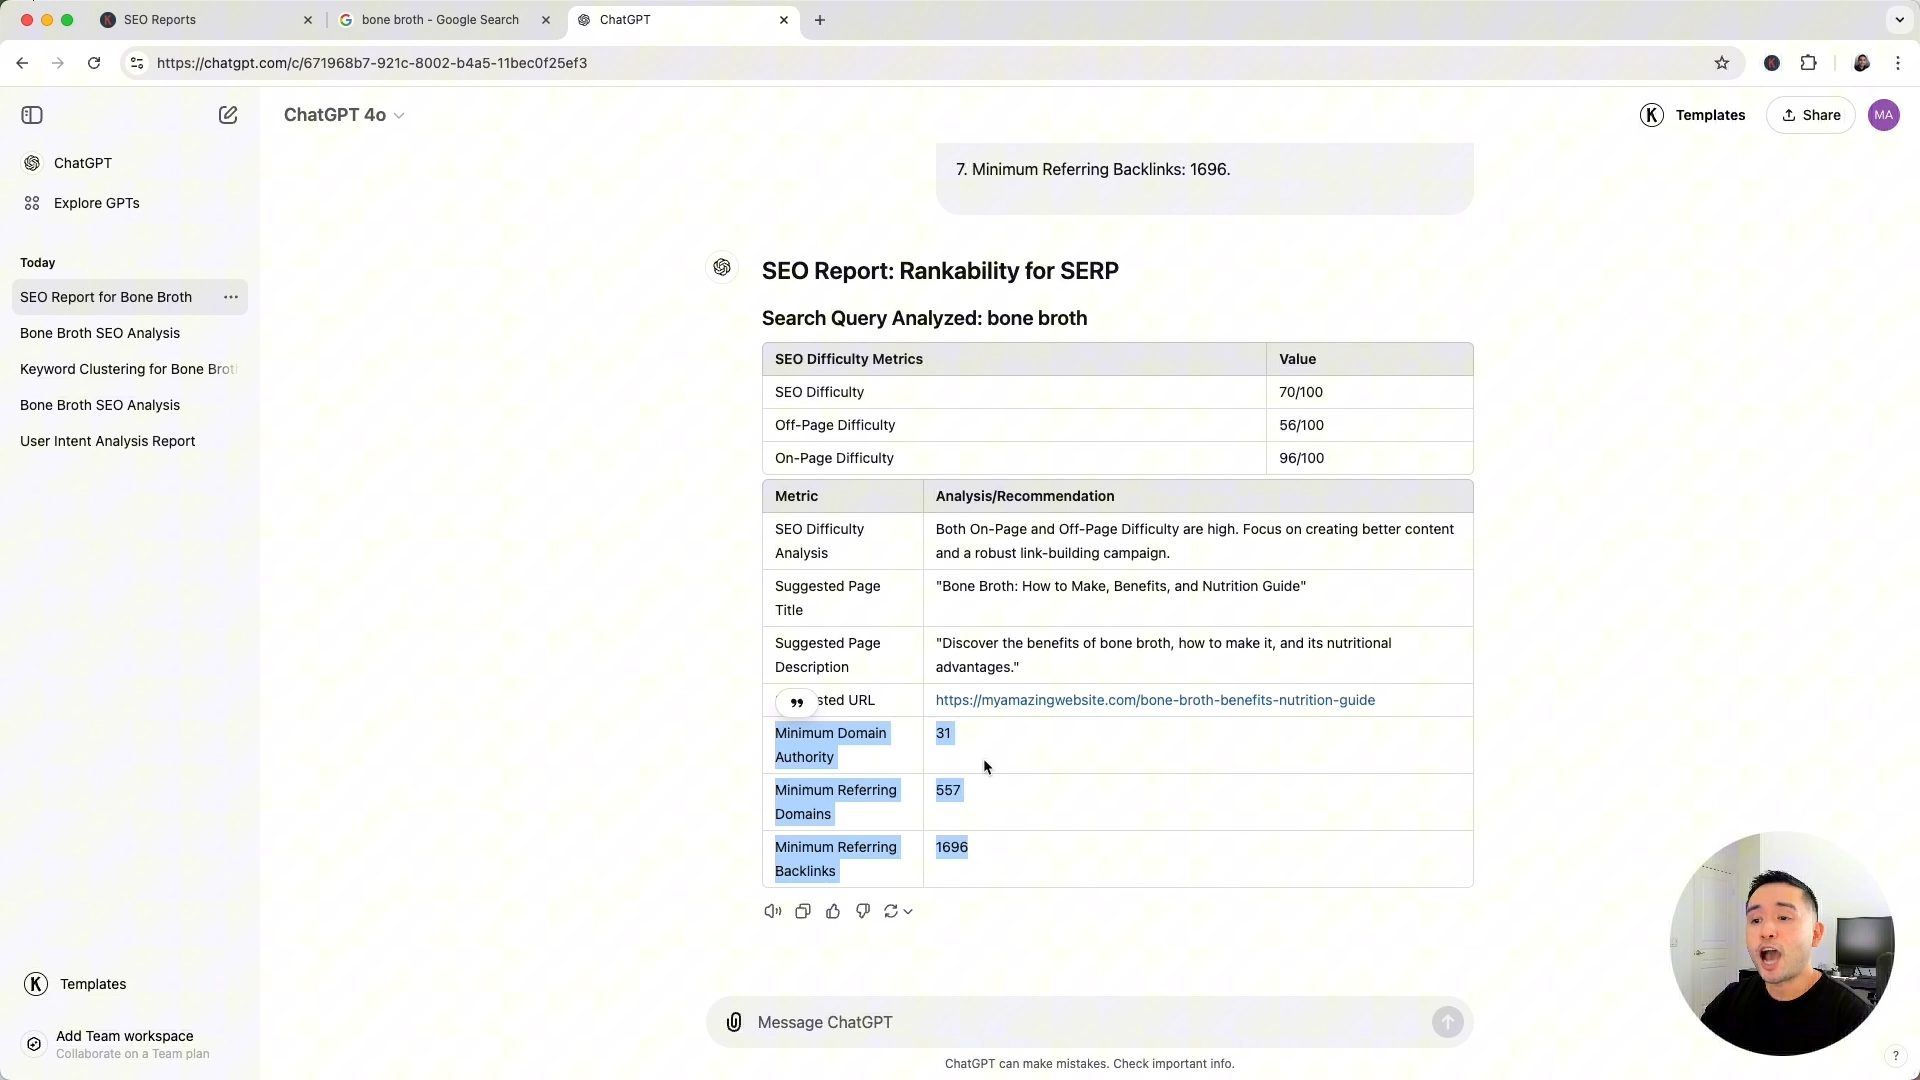 SEO Reports
bone broth - Google Search
ChatGPT
https://chatgpt.com/c/671968b7-921c-8002-b4a5-11bec0f25ef3
ChatGPT 4o
Templates
Share
MA
ChatGPT
Explore GPTs
Today
SEO Report for Bone Broth
Bone Broth SEO Analysis
Keyword Clustering for Bone Brot
Bone Broth SEO Analysis
User Intent Analysis Report
Templates
Add Team workspace
Collaborate on a Team plan
7. Minimum Referring Backlinks: 1696.
SEO Report: Rankability for SERP
Search Query Analyzed: bone broth
SEO Difficulty Metrics
Value
SEO Difficulty
70/100
Off-Page Difficulty
56/100
On-Page Difficulty
96/100
Metric
Analysis/Recommendation
SEO Difficulty
Analysis
Both On-Page and Off-Page Difficulty are high. Focus on creating better content
and a robust link-building campaign.
Suggested Page
Title
"Bone Broth: How to Make, Benefits, and Nutrition Guide"
Suggested Page
Description
"Discover the benefits of bone broth, how to make it, and its nutritional
advantages."
sted URL
https://myamazingwebsite.com/bone-broth-benefits-nutrition-guide
Minimum Domain
Authority
31
Minimum Referring
Domains
557
Minimum Referring
Backlinks
1696
Message ChatGPT
ChatGPT can make mistakes. Check important info.
?